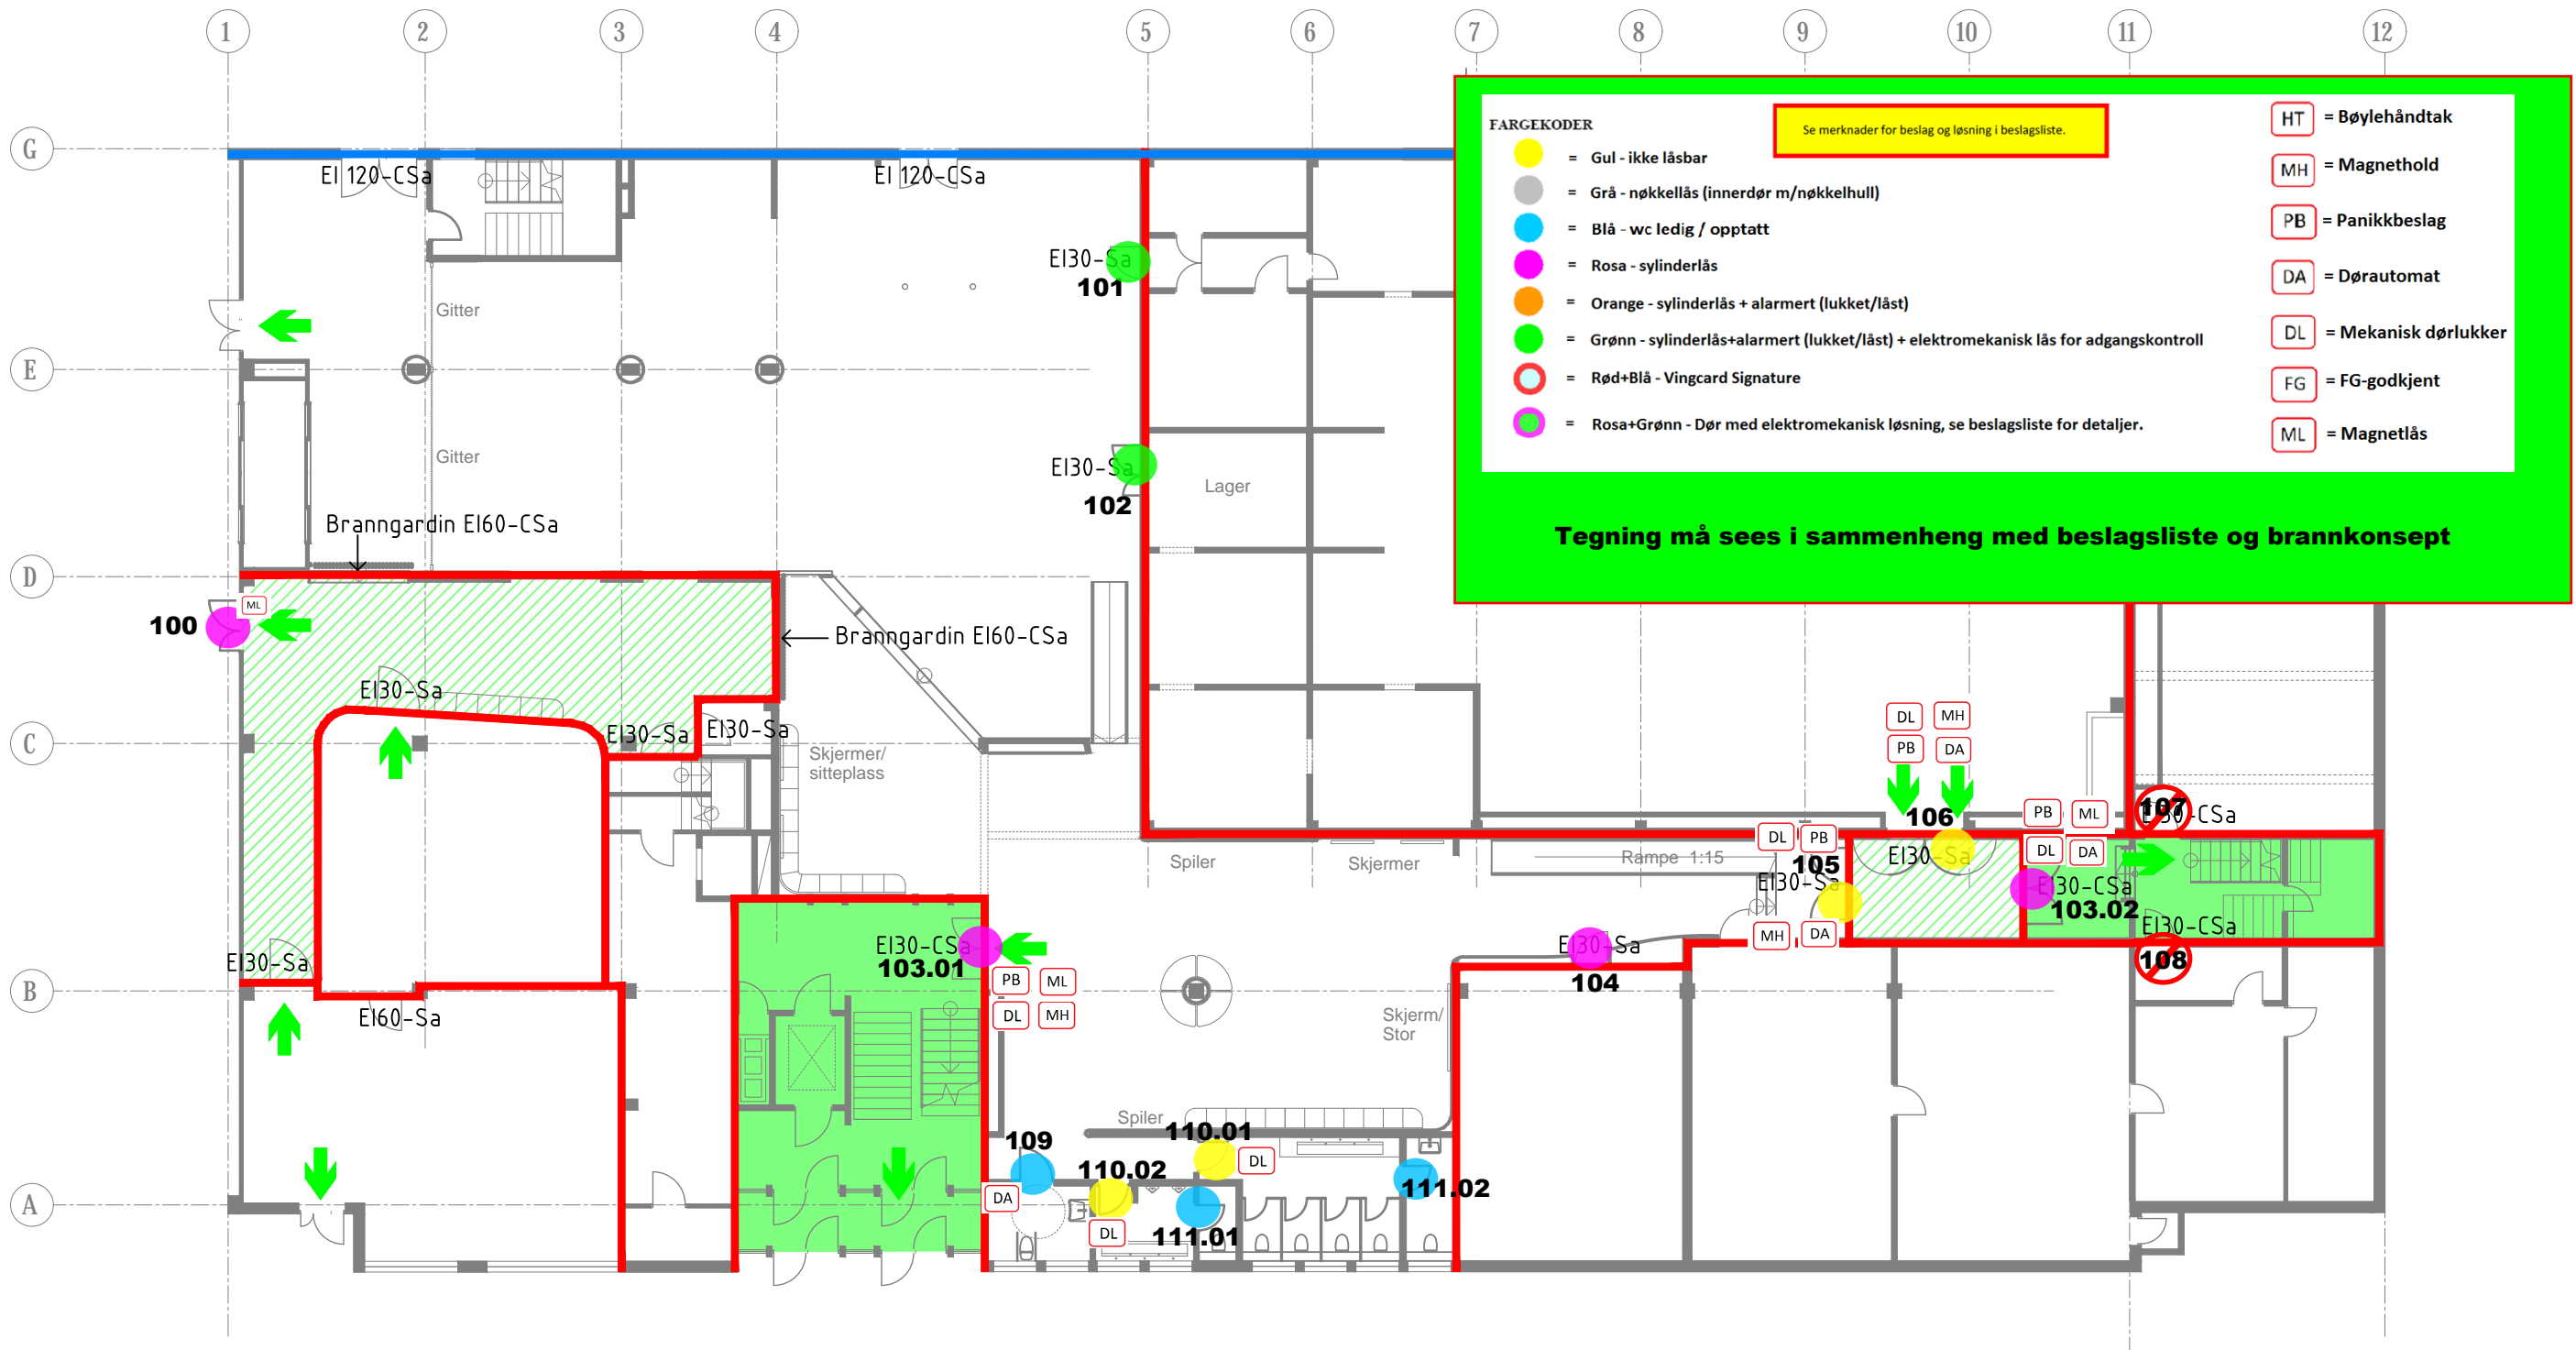 1 2 3 4 5 6 7 8 9 10 11 12
G
E
D
C
B
A
FARGEKODER
Se merknader for beslag og løsning i beslagsliste.
= Gul - ikke låsbar
= Grå - nøkkellås (innerdør m/nøkkelhull)
= Blå - wc ledig / opptatt
= Rosa - sylinderlås
= Orange - sylinderlås + alarmert (lukket/låst)
= Grønn - sylinderlås+alarmert (lukket/låst) + elektromekanisk lås for adgangskontroll
= Rød+Blå - Vingcard Signature
= Rosa+Grønn - Dør med elektromekanisk løsning, se beslagsliste for detaljer.
HT = Bøylehåndtak
MH = Magnethold
PB = Panikkbeslag
DA = Dørautomat
DL = Mekanisk dørlukker
FG = FG-godkjent
ML = Magnetlås
Tegning må sees i sammenheng med beslagsliste og brannkonsept
EI 120-CSa
EI 120-CSa
EI30-Sa
101
Gitter
Gitter
EI30-Sa
102
Lager
Branngardin EI60-CSa
ML
100
Branngardin EI60-CSa
EI30-Sa
EI30-Sa
EI30-Sa
Skjermer/
sitteplass
DL MH
PB DA
106
PB ML
107
EI30-CSa
DL PB
105
Spiler
Skjermer
Rampe 1:15
EI30-Sa
DL DA
EI30-Sa
EI30-CSa
103.02
EI30-CSa
MH DA
EI30-Sa
104
108
EI30-CSa
103.01
EI30-Sa
PB ML
DL MH
EI60-Sa
Skjerm/
Stor
Spiler
109
110.01
DL
110.02
DA
DL
111.01
111.02